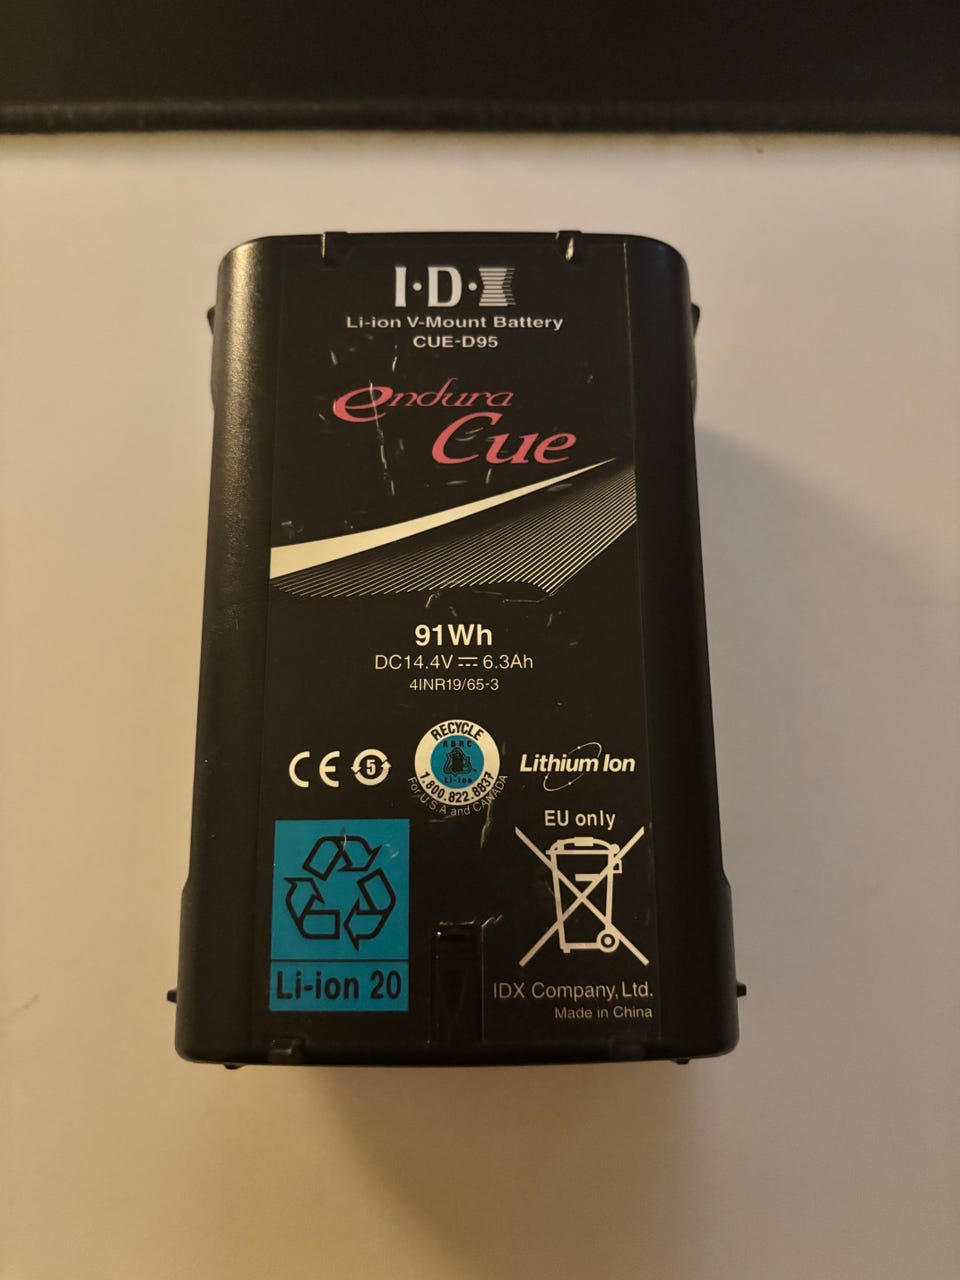 I·D·X
Li-ion V-Mount Battery
CUE-D95
endura
Cue
91Wh
DC14.4V ⎓ 6.3Ah
4INR19/65-3
CE 5
RECYCLE
RBRC
Li-Ion
1.800.822.8837
For U.S.A and CANADA
Lithium Ion
EU only
Li-ion 20
IDX Company, Ltd.
Made in China